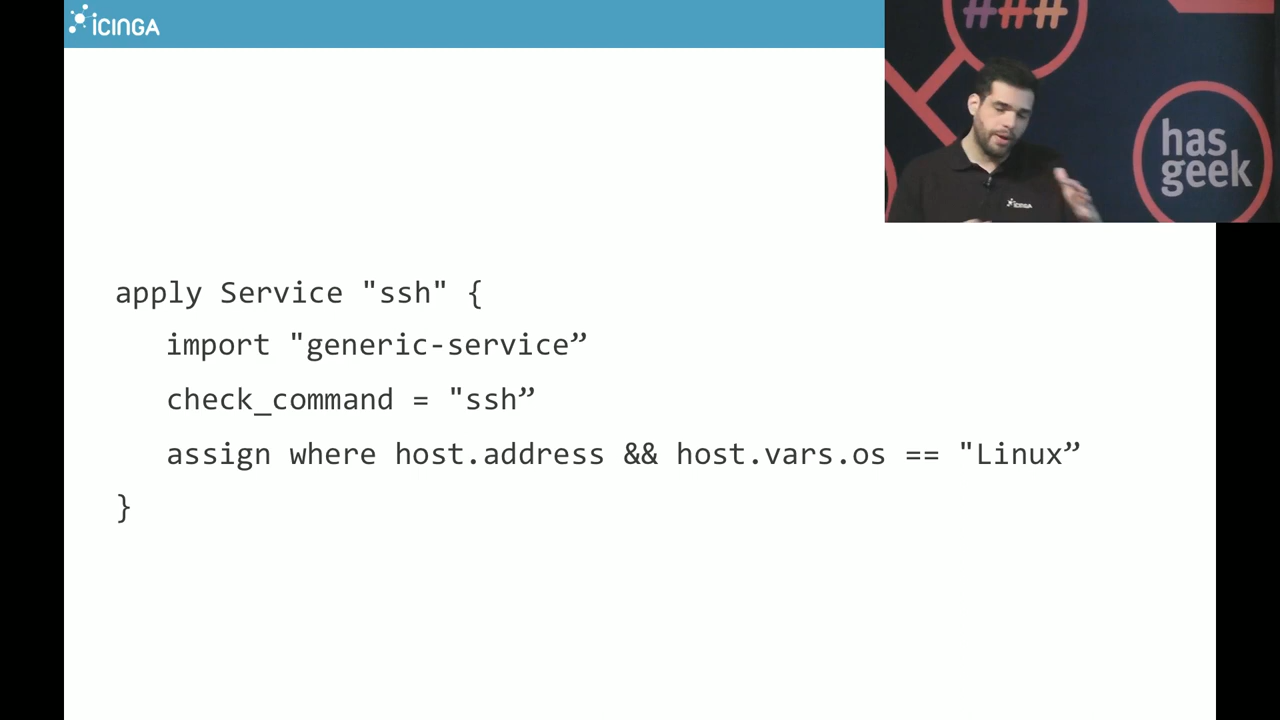 ICINGA
###
has
geek
ICINGA
apply Service "ssh" {
import "generic-service”
check_command = "ssh”
assign where host.address && host.vars.os == "Linux”
}